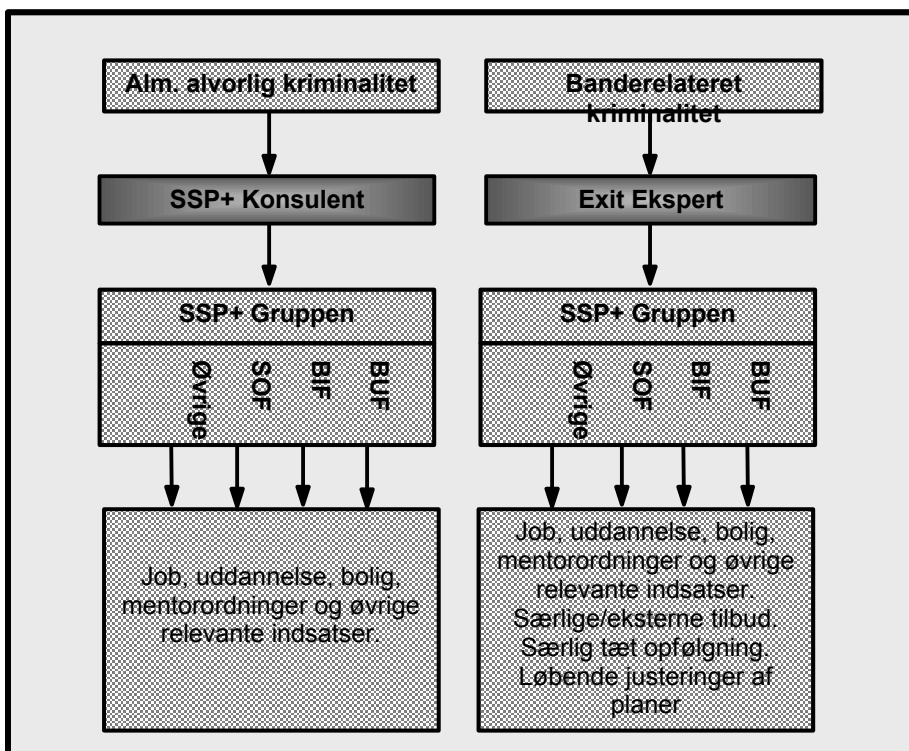 Alm. alvorlig kriminalitet
SSP+ Konsulent
SSP+ Gruppen
Øvrige
SOF
BIF
BUF
Job, uddannelse, bolig,
mentorordninger og øvrige
relevante indsatser.
Banderelateret
kriminalitet
Exit Ekspert
SSP+ Gruppen
Øvrige
SOF
BIF
BUF
Job, uddannelse, bolig,
mentorordninger og øvrige
relevante indsatser.
Særlige/eksterne tilbud.
Særlig tæt opfølgning.
Løbende justeringer af
planer